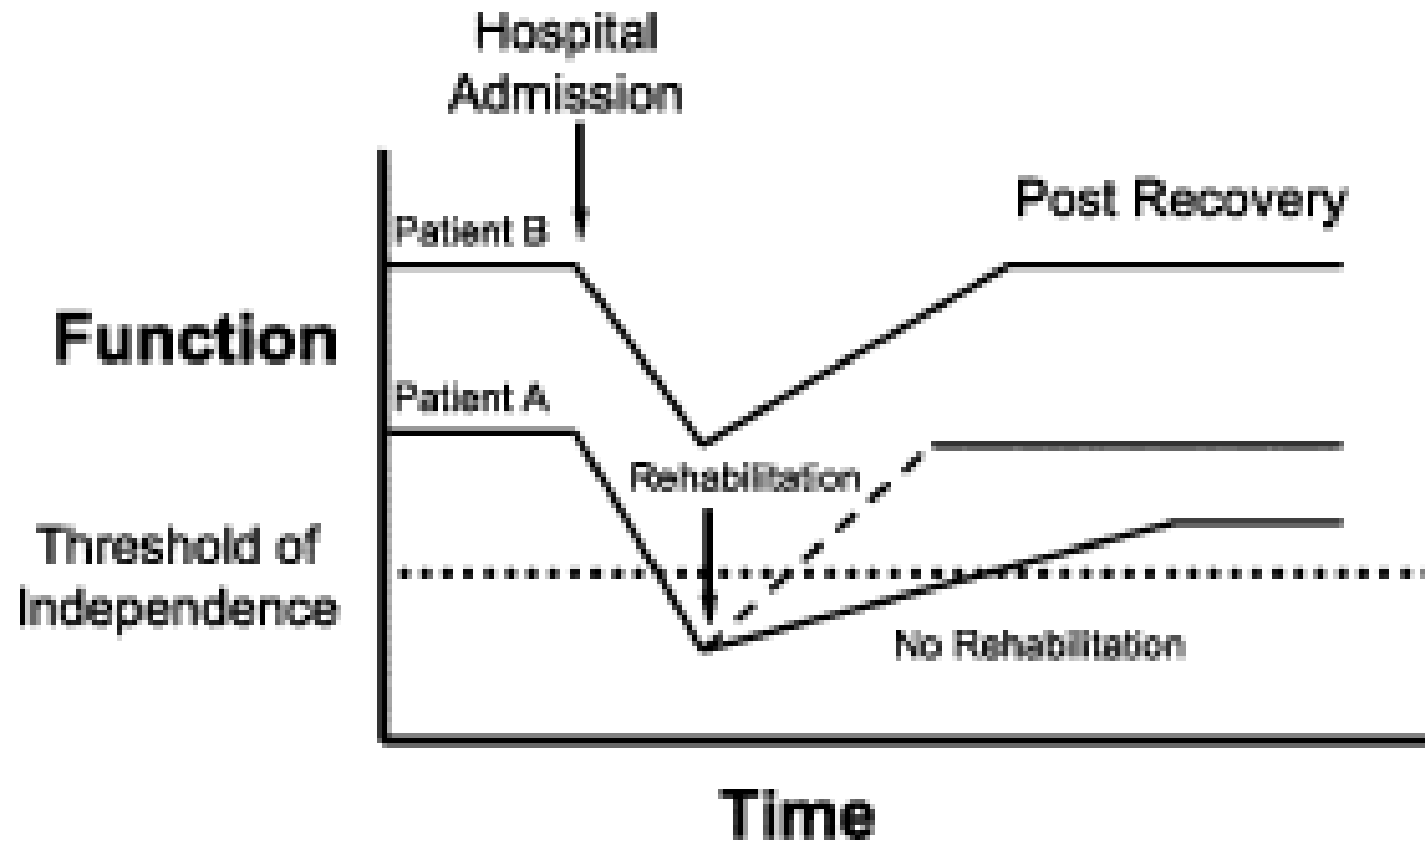 Hospital
Admission
Post Recovery
Patient B
Function
Patient A
Rehabilitation
Threshold of
Independence
No Rehabilitation
Time